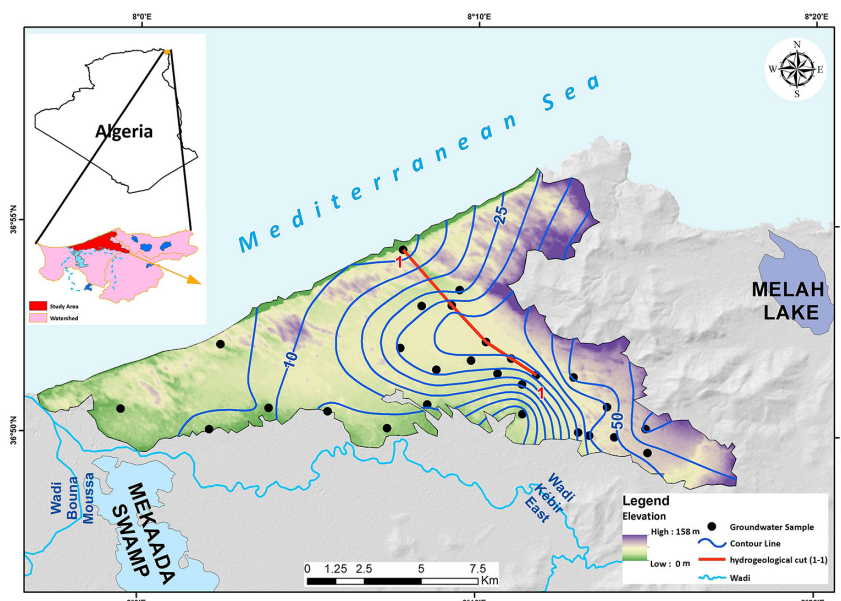 8°0'E
8°10'E
8°20'E
N
W
E
S
Algeria
Study Area
Watershed
Mediterranean Sea
36°55'N
36°50'N
25
1
10
1
50
MELAH
LAKE
Wadi
Bouna
Moussa
MEKAADA
SWAMP
Wadi
Kébir
East
0 1.25 2.5 5 7.5
Km
Legend
Elevation
High : 158 m
Low : 0 m
Groundwater Sample
Contour Line
hydrogeological cut (1-1)
Wadi